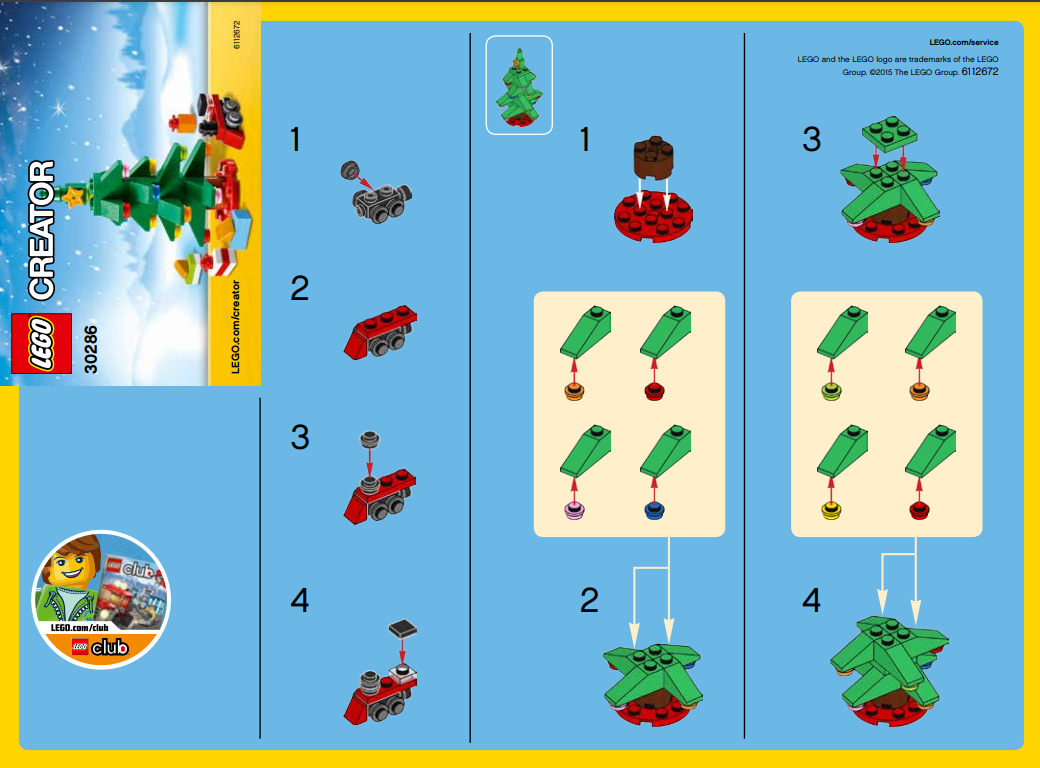 6112672
CREATOR
LEGO
30286
LEGO.com/creator
club
LEGO.com/club
LEGO club
1
2
3
4
1
2
LEGO.com/service
LEGO and the LEGO logo are trademarks of the LEGO
Group. ©2015 The LEGO Group. 6112672
3
4